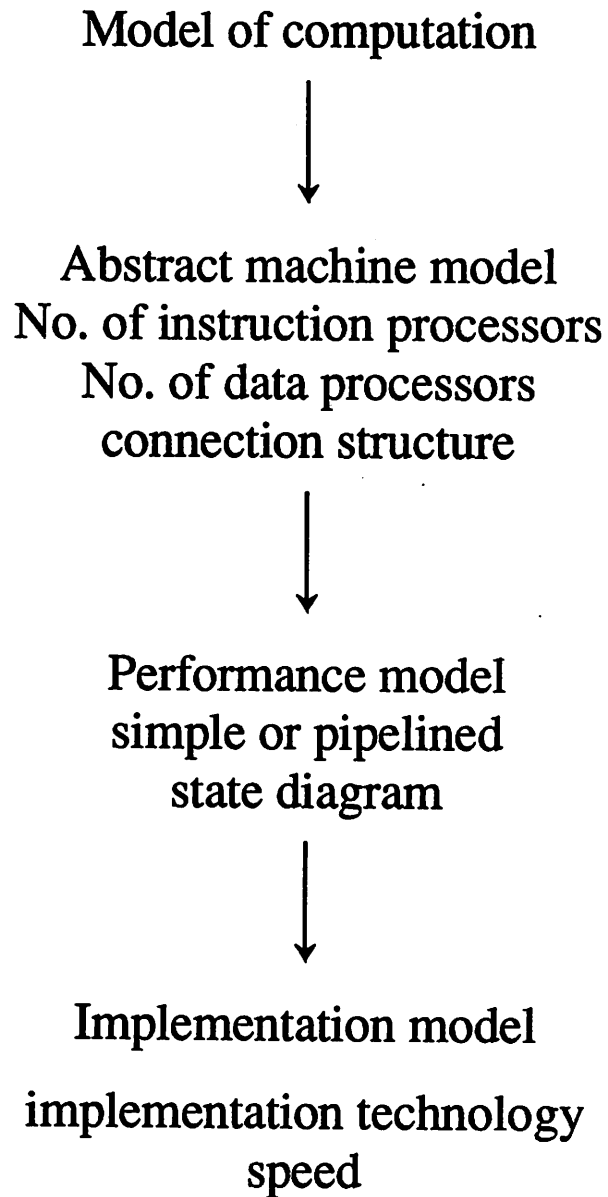 Model of computation
Abstract machine model
No. of instruction processors
No. of data processors
connection structure
Performance model
simple or pipelined
state diagram
Implementation model
implementation technology
speed